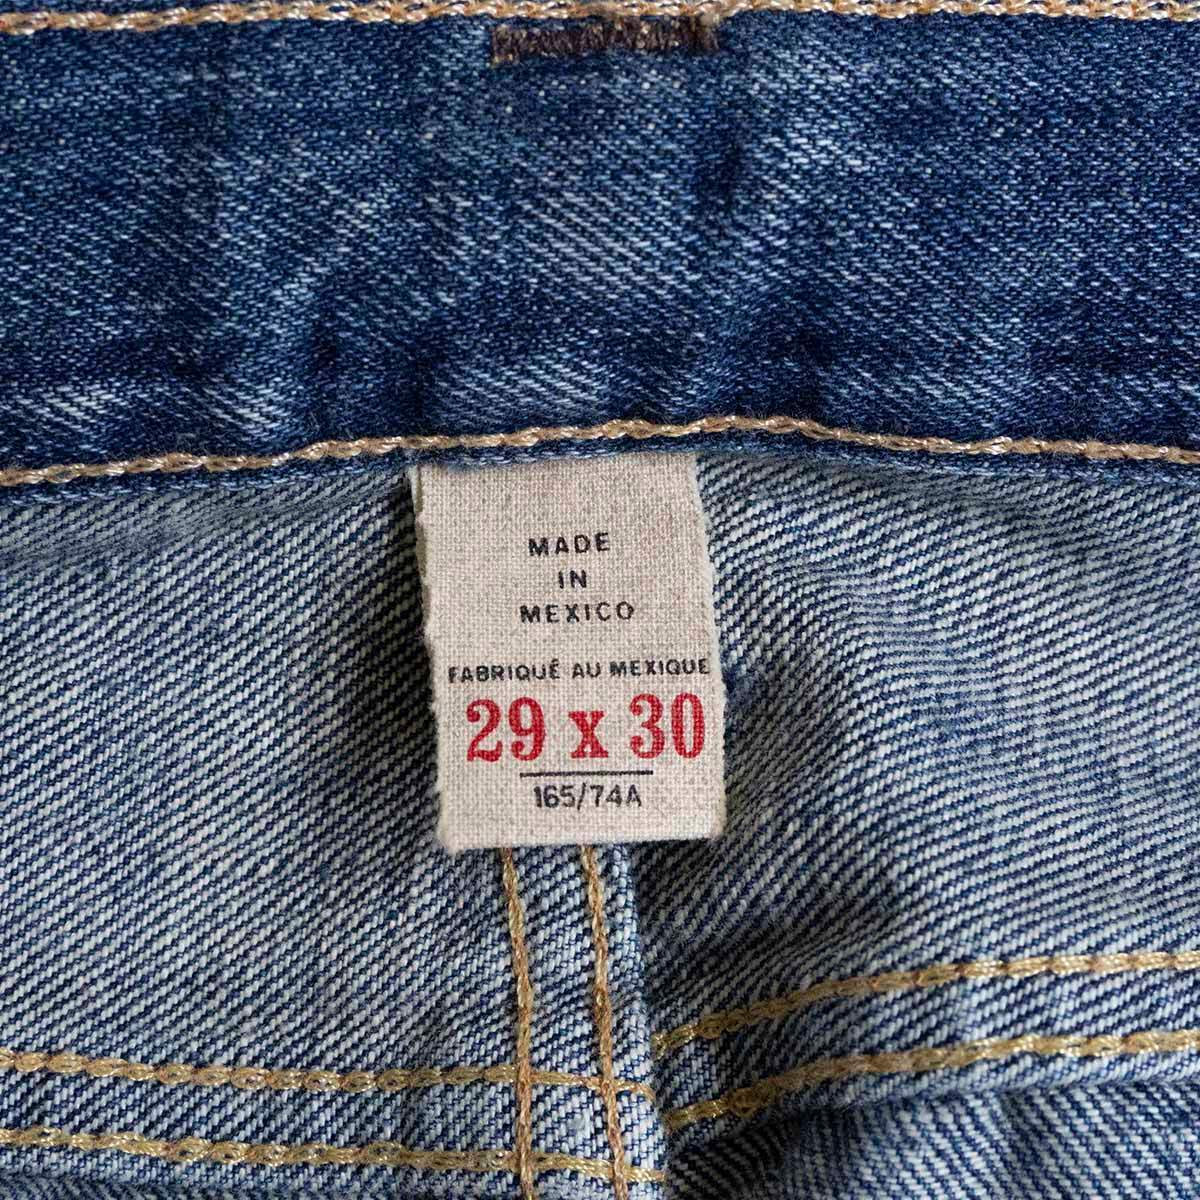 MADE
IN
MEXICO
FABRIQUÉ AU MEXIQUE
29 x 30
165/74A